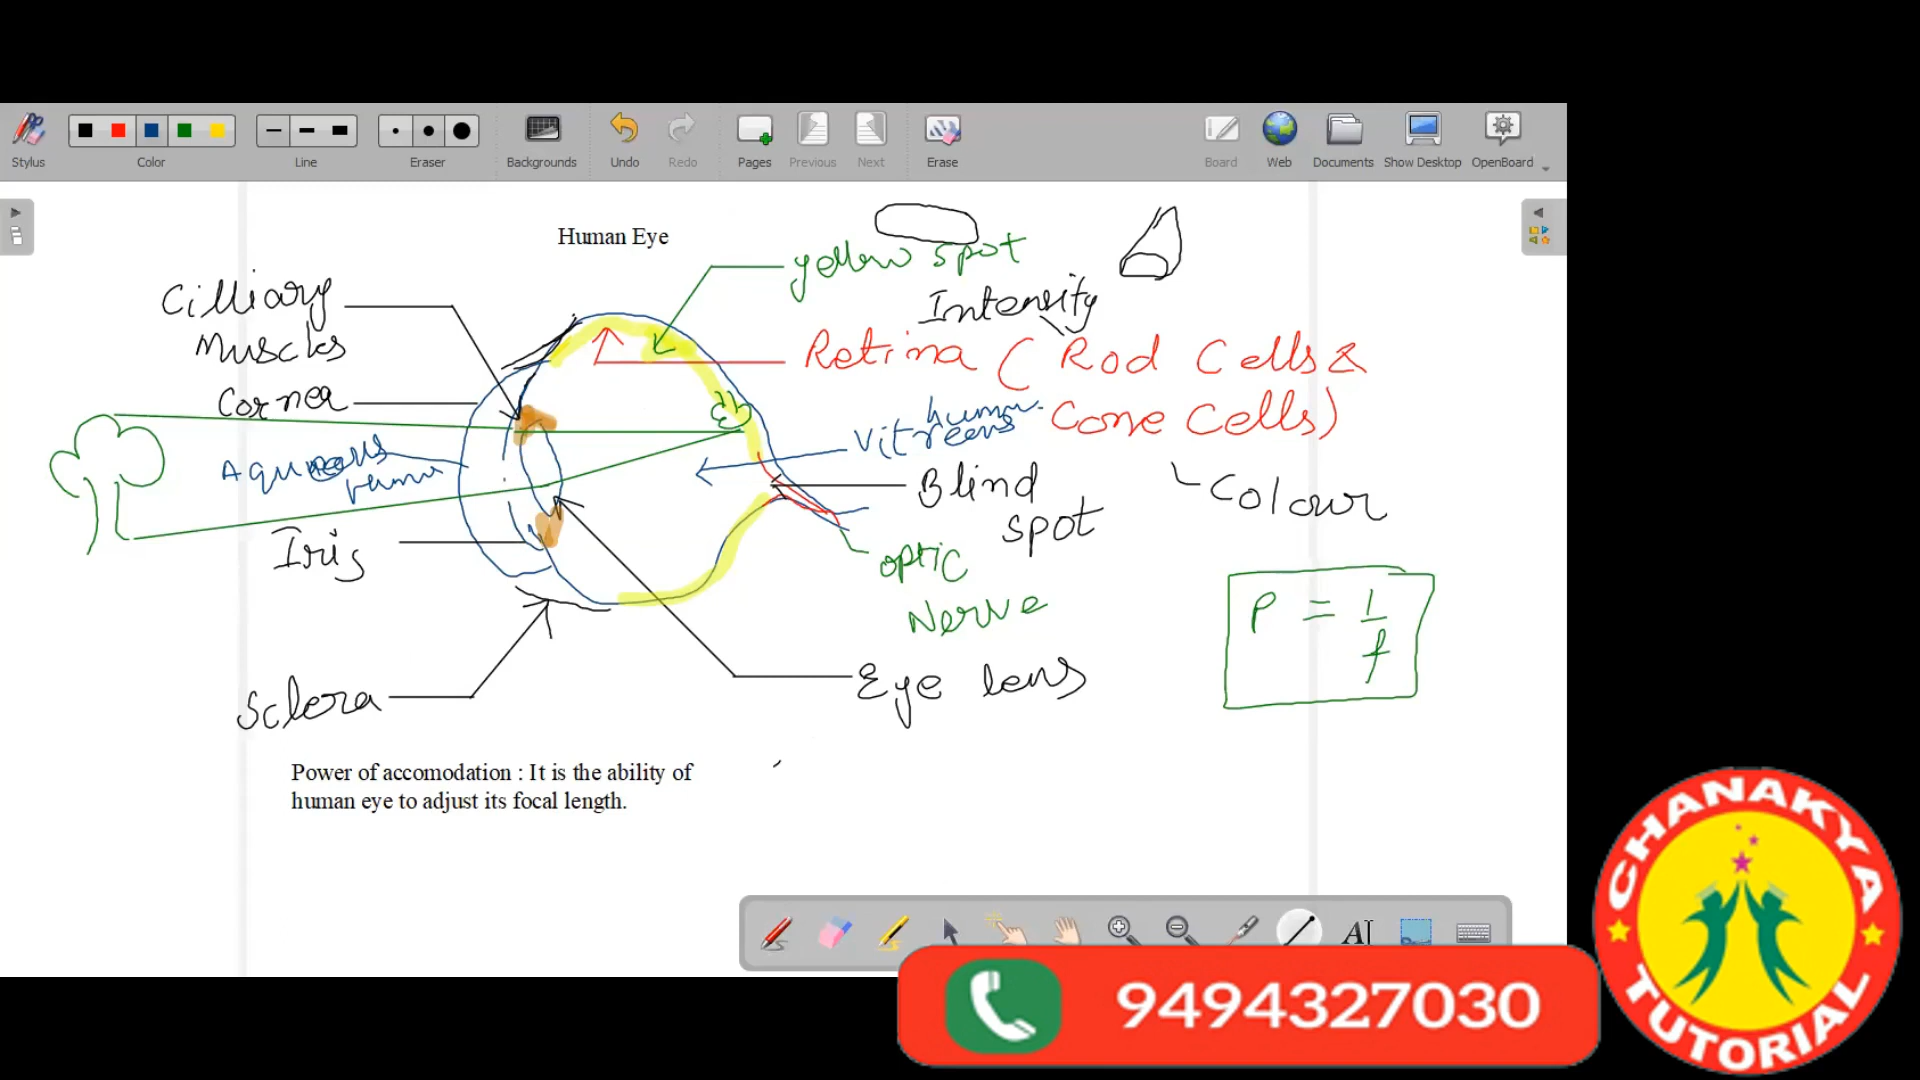 Stylus
Color
Line
Eraser
Backgrounds
Undo
Redo
Pages
Previous
Next
Erase
Board
Web
Documents
Show Desktop
OpenBoard
Human Eye
yellow spot
Cilliary
Muscles
Intensity
Retina ( Rod Cells &
Cone Cells)
Cornea
Vitreous
Aqueous
Blind
spot
Colour
Iris
optic
Nerve
P = 1/f
Eye lens
Sclera
Power of accomodation : It is the ability of
human eye to adjust its focal length.
9494327030
CHANAKYA
TUTORIAL